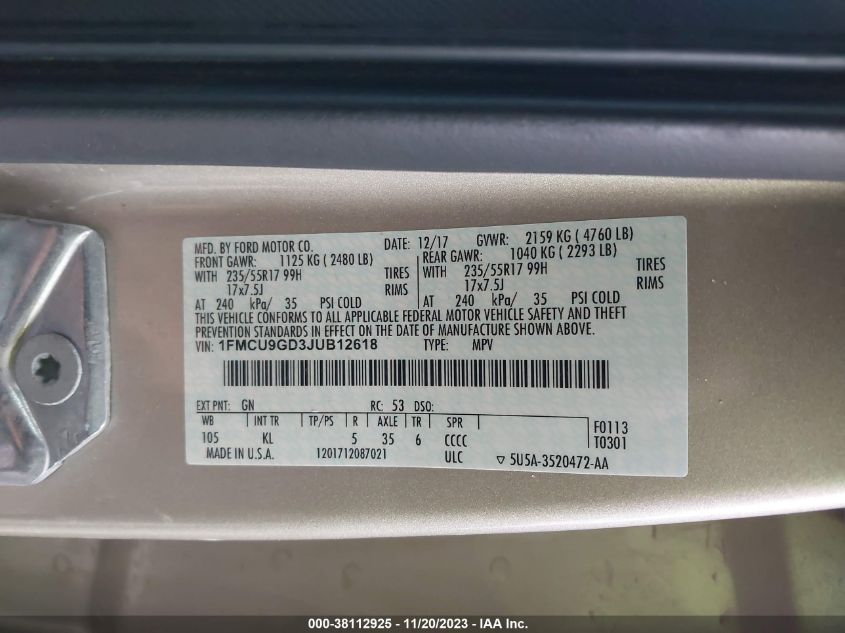 MFD. BY FORD MOTOR CO. DATE: 12/17 GVWR: 2159 KG ( 4760 LB)
FRONT GAWR: 1125 KG ( 2480 LB) REAR GAWR: 1040 KG ( 2293 LB)
WITH 235/55R17 99H TIRES WITH 235/55R17 99H TIRES
17x7.5J RIMS 17x7.5J RIMS
AT 240 kPa/ 35 PSI COLD AT 240 kPa/ 35 PSI COLD
THIS VEHICLE CONFORMS TO ALL APPLICABLE FEDERAL MOTOR VEHICLE SAFETY AND THEFT
PREVENTION STANDARDS IN EFFECT ON THE DATE OF MANUFACTURE SHOWN ABOVE.
VIN: 1FMCU9GD3JUB12618 TYPE: MPV
EXT PNT: GN RC: 53 DSO:
WB INT TR TP/PS R AXLE TR SPR F0113
105 KL 5 35 6 CCCC T0301
MADE IN U.S.A. 1201712087021 ULC ▽ 5U5A-3520472-AA
000-38112925 - 11/20/2023 - IAA Inc.